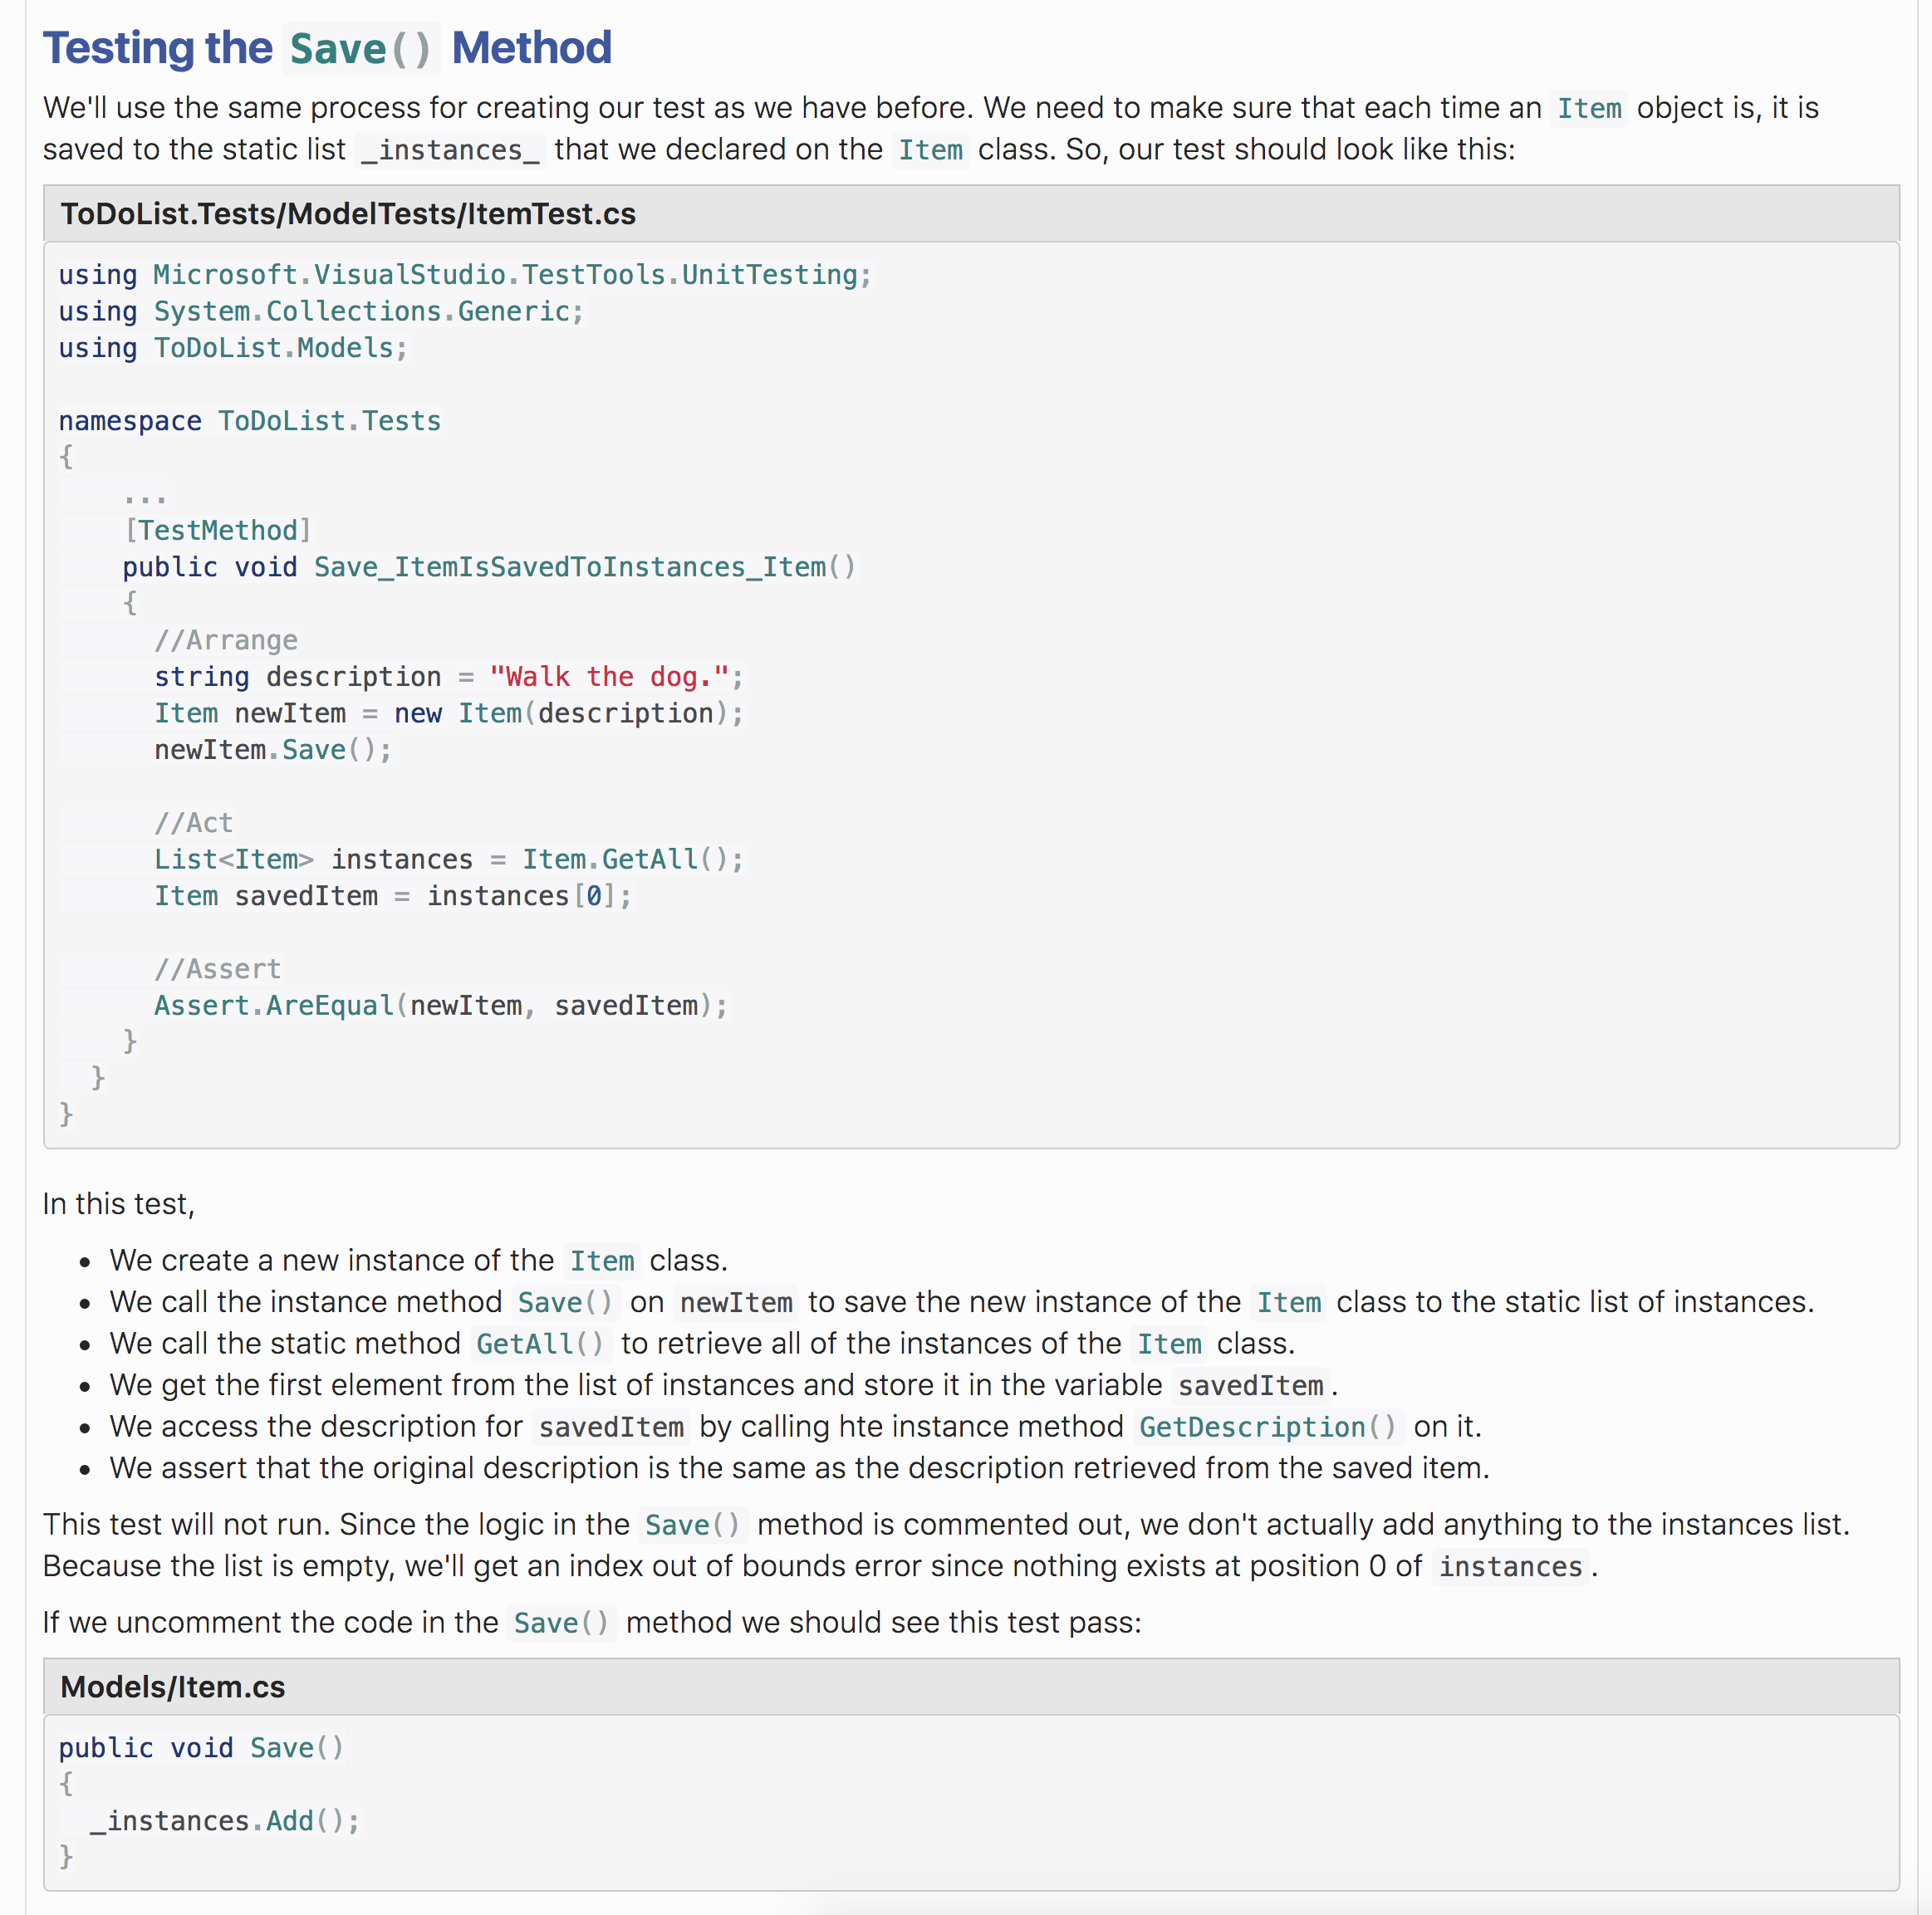 Testing the Save() Method
We'll use the same process for creating our test as we have before. We need to make sure that each time an Item object is, it is
saved to the static list _instances_ that we declared on the Item class. So, our test should look like this:
ToDoList.Tests/ModelTests/ItemTest.cs
using Microsoft.VisualStudio.TestTools.UnitTesting;
using System.Collections.Generic;
using ToDoList.Models;
namespace ToDoList.Tests
{
...
[TestMethod]
public void Save_ItemIsSavedToInstances_Item()
{
//Arrange
string description = "Walk the dog.";
Item newItem = new Item(description);
newItem.Save();
//Act
List<Item> instances = Item.GetAll();
Item savedItem = instances[0];
//Assert
Assert.AreEqual(newItem, savedItem);
}
}
}
In this test,
• We create a new instance of the Item class.
• We call the instance method Save() on newItem to save the new instance of the Item class to the static list of instances.
• We call the static method GetAll() to retrieve all of the instances of the Item class.
• We get the first element from the list of instances and store it in the variable savedItem.
• We access the description for savedItem by calling hte instance method GetDescription() on it.
• We assert that the original description is the same as the description retrieved from the saved item.
This test will not run. Since the logic in the Save() method is commented out, we don't actually add anything to the instances list.
Because the list is empty, we'll get an index out of bounds error since nothing exists at position 0 of instances.
If we uncomment the code in the Save() method we should see this test pass:
Models/Item.cs
public void Save()
{
_instances.Add();
}